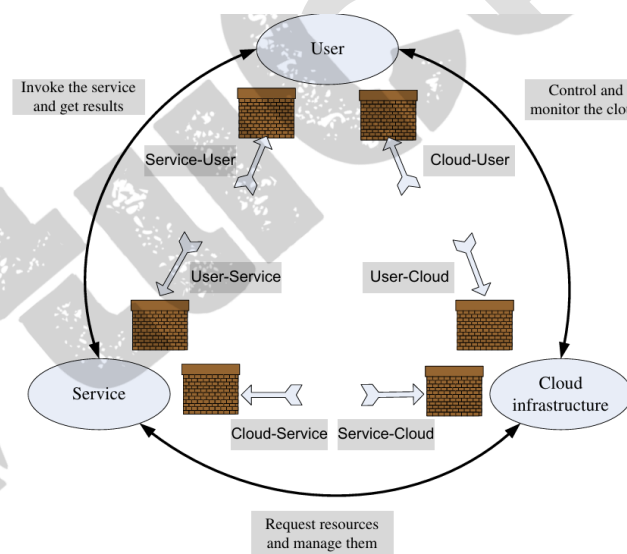 User
Invoke the service
and get results
Control and
monitor the clou
Service-User
Cloud-User
User-Service
User-Cloud
Service
Cloud
infrastructure
Cloud-Service
Service-Cloud
Request resources
and manage them